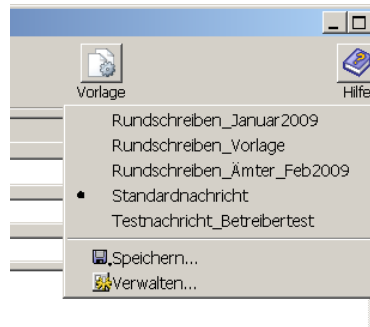 Vorlage
Hilfe
Rundschreiben_Januar2009
Rundschreiben_Vorlage
Rundschreiben_Ämter_Feb2009
Standardnachricht
Testnachricht_Betreibertest
Speichern...
Verwalten...